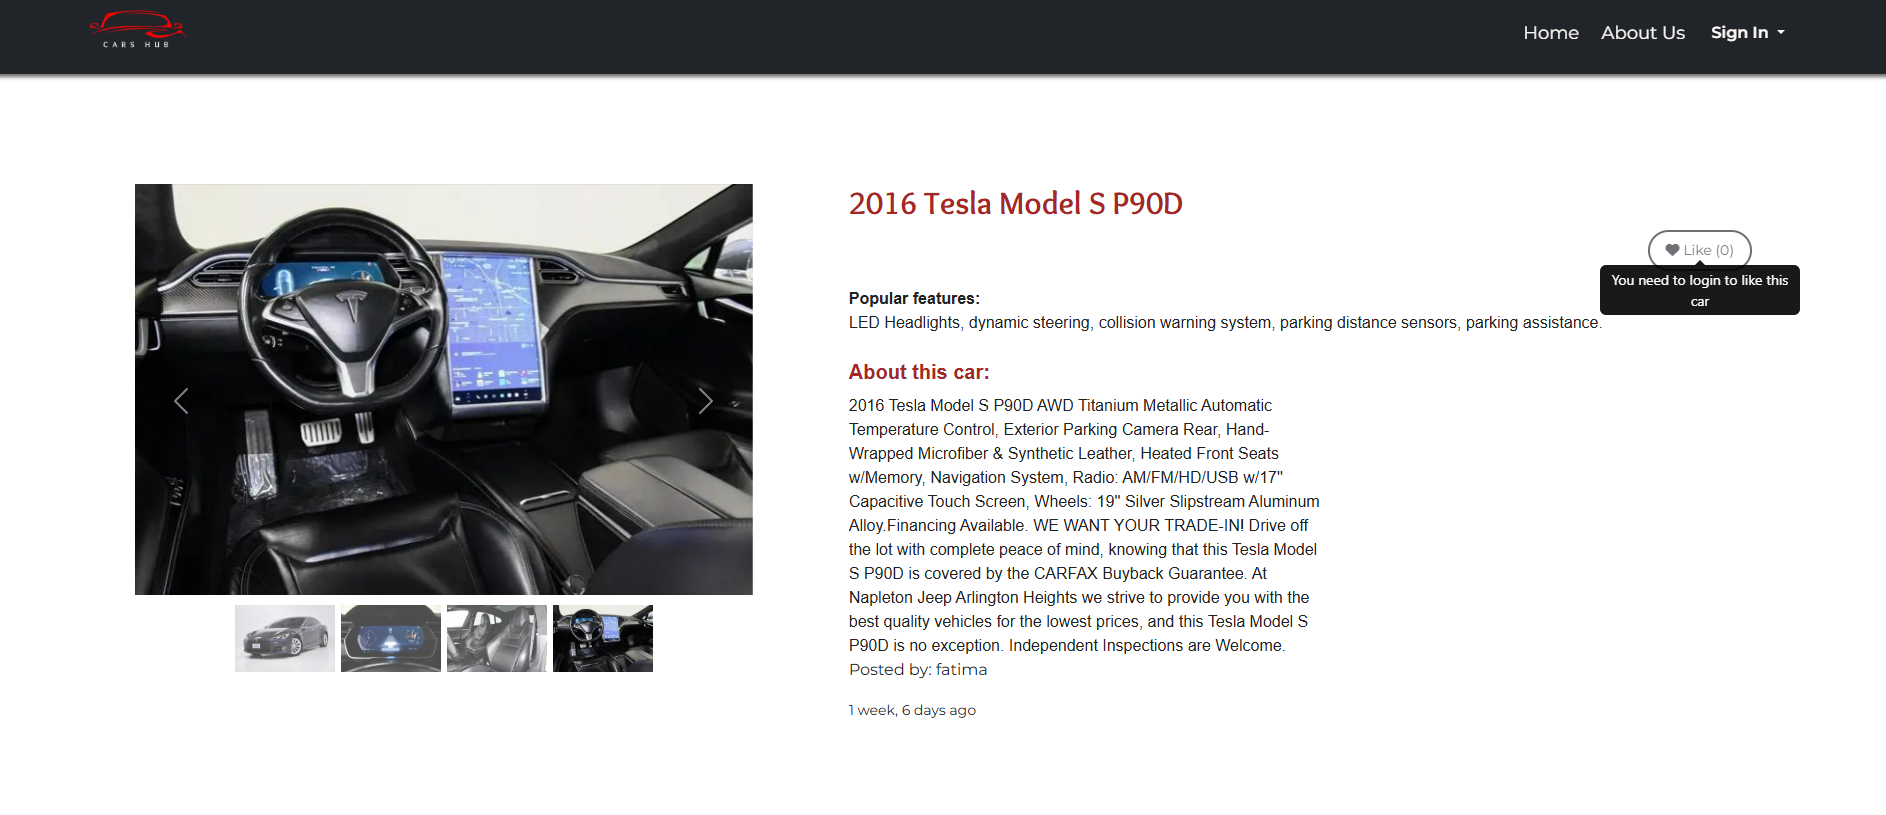 CARS HUB
Home
About Us
Sign In
2016 Tesla Model S P90D
Like (0)
You need to login to like this
car
Popular features:
LED Headlights, dynamic steering, collision warning system, parking distance sensors, parking assistance.
About this car:
2016 Tesla Model S P90D AWD Titanium Metallic Automatic
Temperature Control, Exterior Parking Camera Rear, Hand-
Wrapped Microfiber & Synthetic Leather, Heated Front Seats
w/Memory, Navigation System, Radio: AM/FM/HD/USB w/17"
Capacitive Touch Screen, Wheels: 19" Silver Slipstream Aluminum
Alloy.Financing Available. WE WANT YOUR TRADE-IN! Drive off
the lot with complete peace of mind, knowing that this Tesla Model
S P90D is covered by the CARFAX Buyback Guarantee. At
Napleton Jeep Arlington Heights we strive to provide you with the
best quality vehicles for the lowest prices, and this Tesla Model S
P90D is no exception. Independent Inspections are Welcome.
Posted by: fatima
1 week, 6 days ago